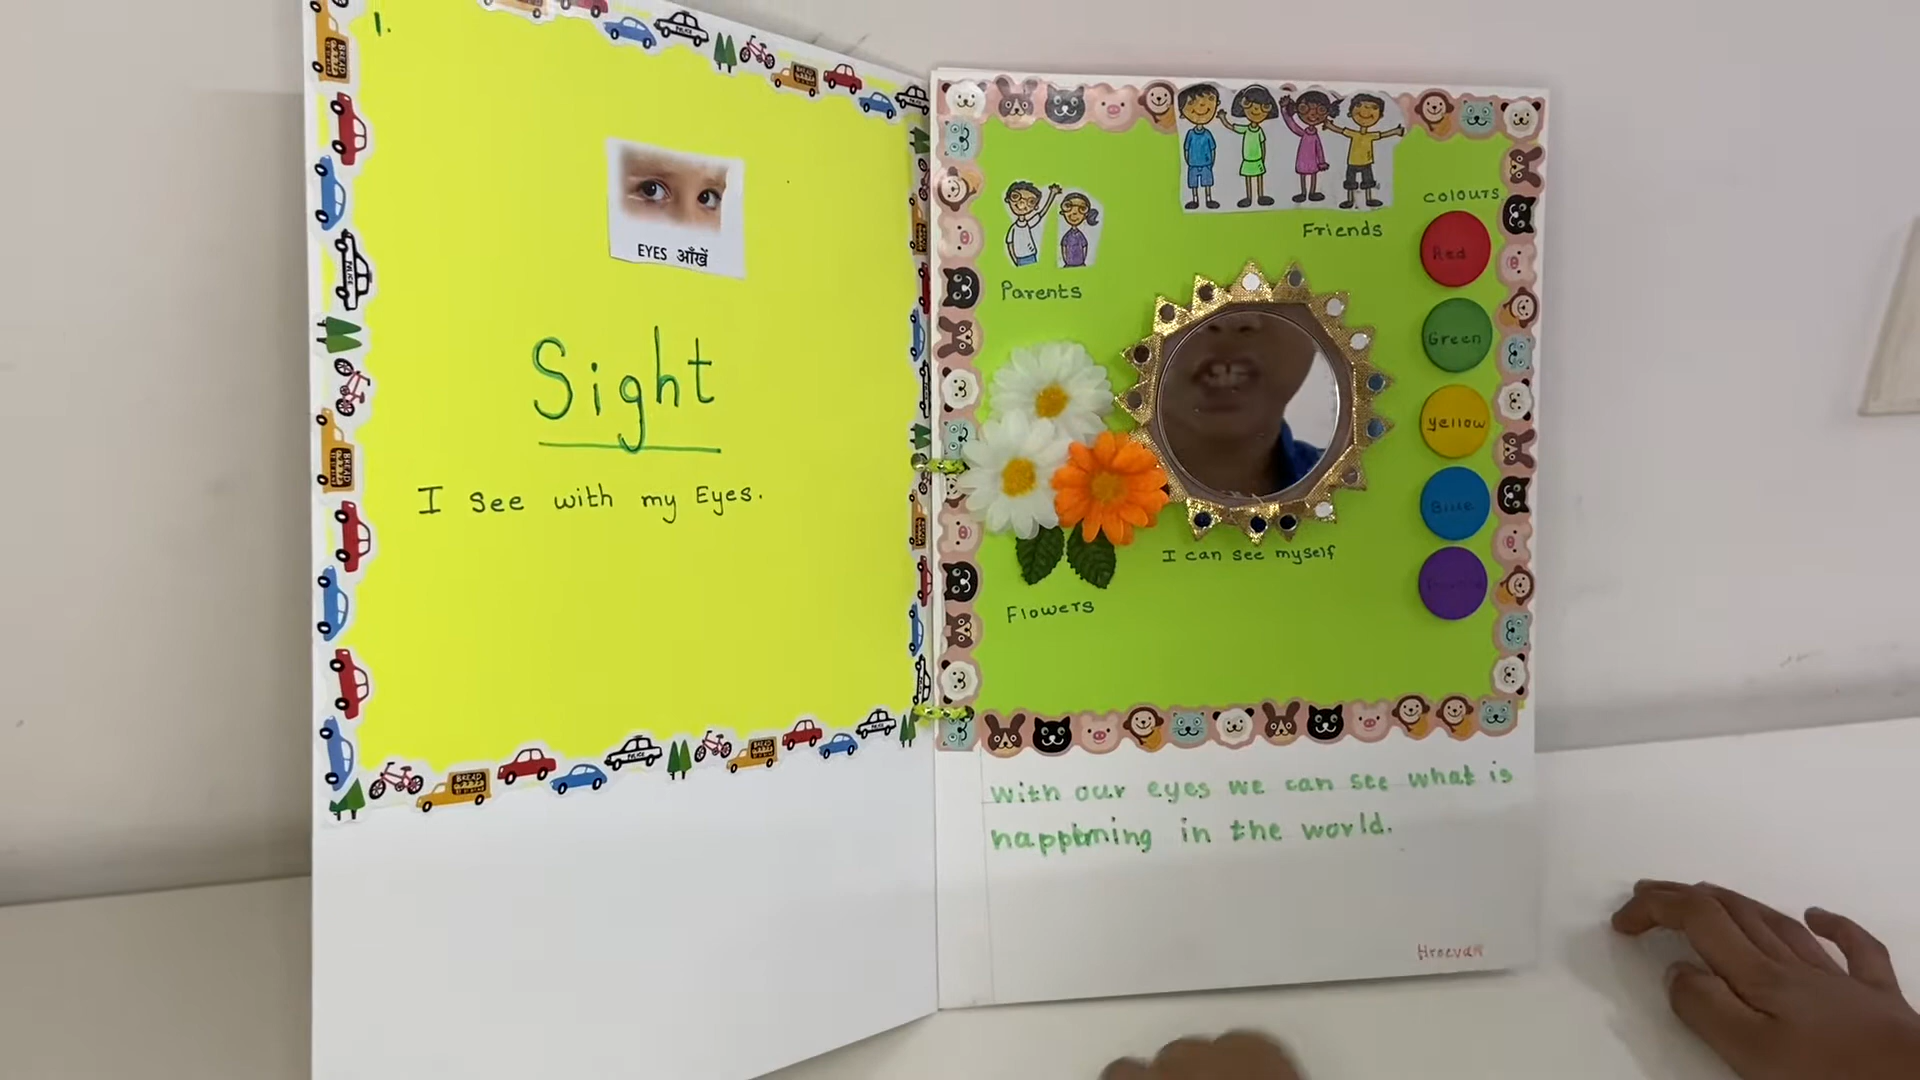 1.
EYES आँखें
Sight
I see with my Eyes.
Friends
Parents
COLOURS
Red
Green
Yellow
Blue
I can see myself
Flowers
with our eyes we can see what is
happining in the world.